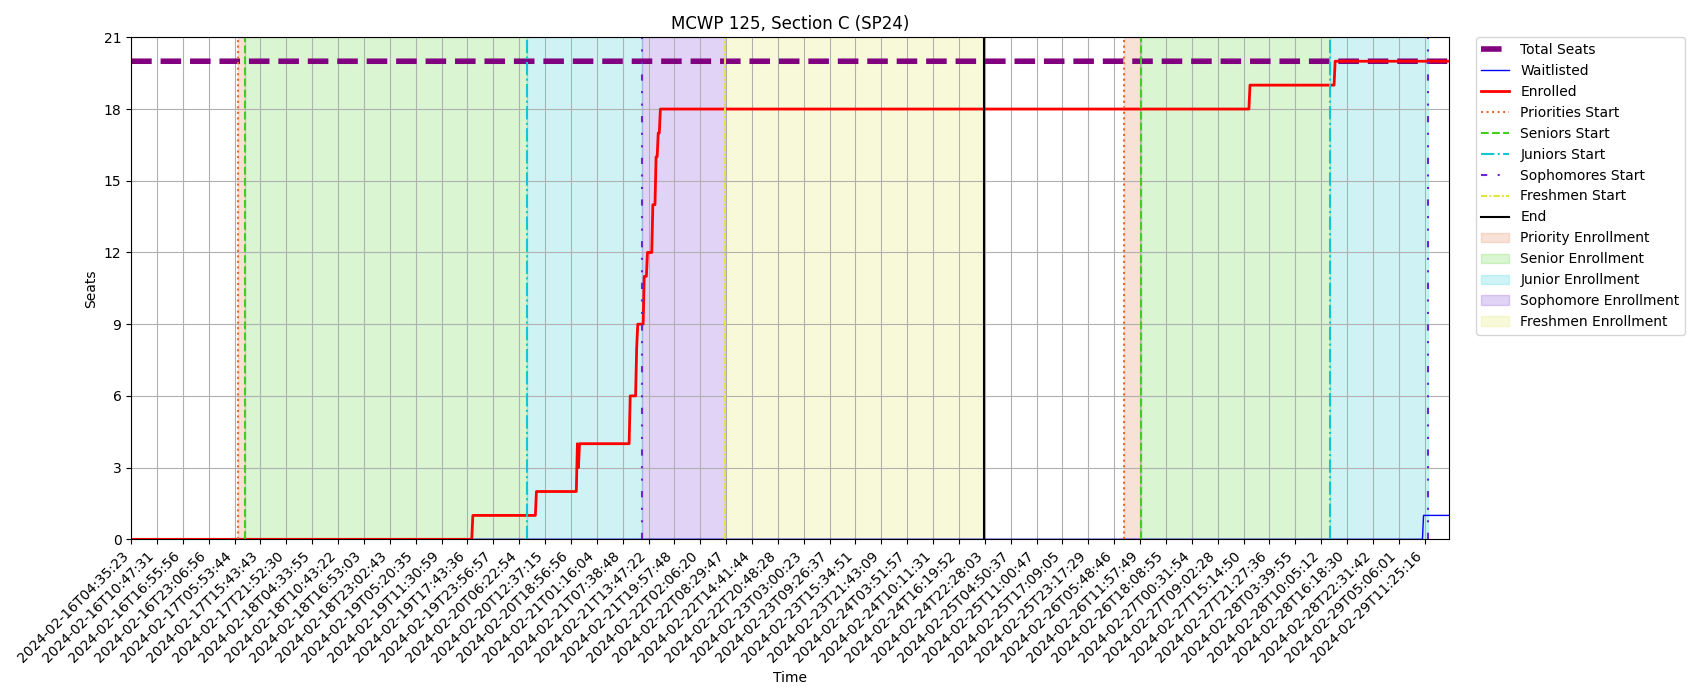 MCWP 125, Section C (SP24)
21
18
15
12
9
6
3
0
Seats
2024-02-16T04:35:23
2024-02-16T10:47:31
2024-02-16T16:55:56
2024-02-16T23:06:56
2024-02-17T05:53:44
2024-02-17T15:43:43
2024-02-17T21:52:30
2024-02-18T04:33:55
2024-02-18T10:43:22
2024-02-18T16:53:03
2024-02-18T23:02:43
2024-02-19T05:20:35
2024-02-19T11:30:59
2024-02-19T17:43:36
2024-02-19T23:56:57
2024-02-20T06:22:54
2024-02-20T12:37:15
2024-02-20T18:56:56
2024-02-21T01:16:04
2024-02-21T07:38:48
2024-02-21T13:47:22
2024-02-21T19:57:48
2024-02-22T02:06:20
2024-02-22T08:29:47
2024-02-22T14:41:44
2024-02-22T20:48:28
2024-02-23T03:00:23
2024-02-23T09:26:37
2024-02-23T15:34:51
2024-02-23T21:43:09
2024-02-24T03:51:57
2024-02-24T10:11:31
2024-02-24T16:19:52
2024-02-24T22:28:03
2024-02-25T04:50:37
2024-02-25T11:00:47
2024-02-25T17:09:05
2024-02-25T23:17:29
2024-02-26T05:48:46
2024-02-26T11:57:49
2024-02-26T18:08:55
2024-02-27T00:31:54
2024-02-27T09:02:28
2024-02-27T15:14:50
2024-02-27T21:27:36
2024-02-28T03:39:55
2024-02-28T10:05:12
2024-02-28T16:18:30
2024-02-28T22:31:42
2024-02-29T05:06:01
2024-02-29T11:25:16
Time
Total Seats
Waitlisted
Enrolled
Priorities Start
Seniors Start
Juniors Start
Sophomores Start
Freshmen Start
End
Priority Enrollment
Senior Enrollment
Junior Enrollment
Sophomore Enrollment
Freshmen Enrollment